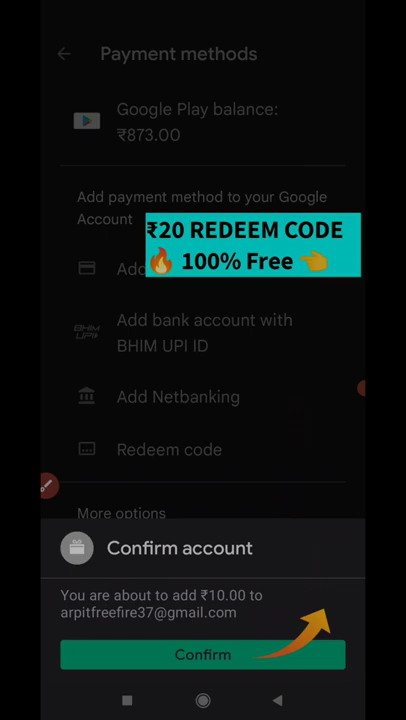 Payment methods
Google Play balance:
₹873.00
Add payment method to your Google
Account
₹20 REDEEM CODE
🔥 100% Free 👈
Add
Add bank account with
BHIM UPI ID
BHIM
UPI
Add Netbanking
Redeem code
More options
Confirm account
You are about to add ₹10.00 to
arpitfreefire37@gmail.com
Confirm